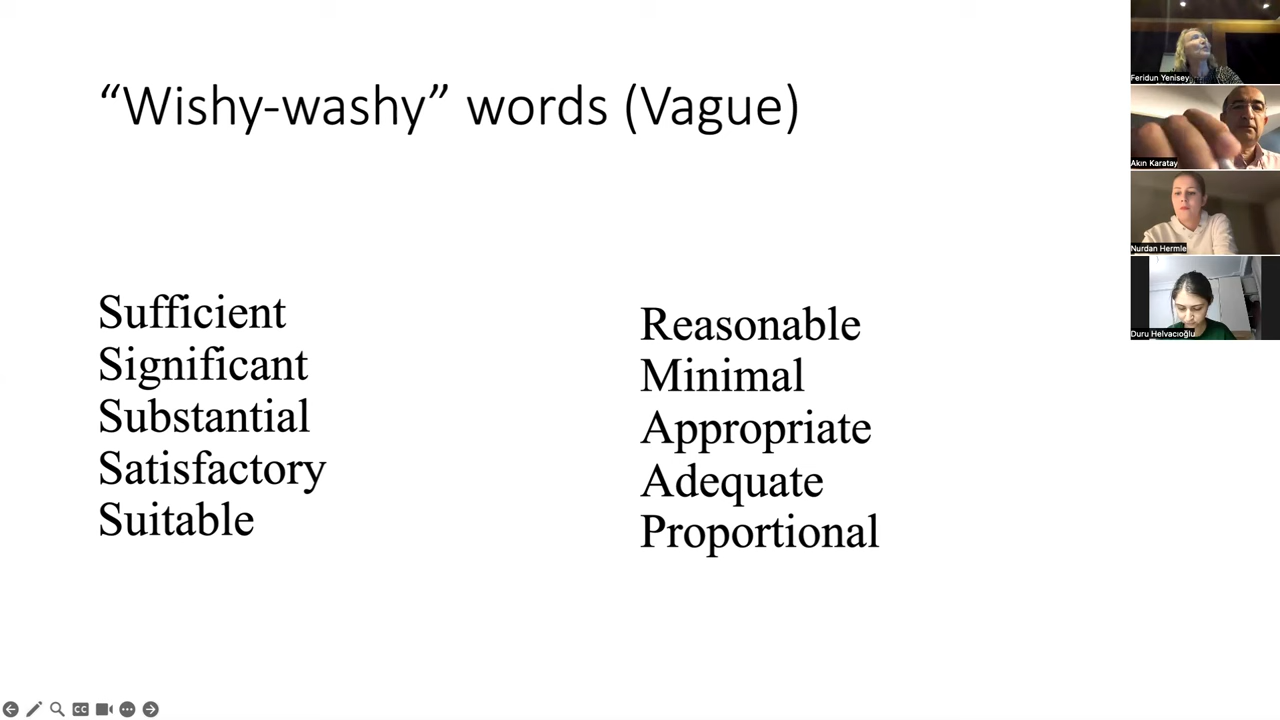 “Wishy-washy” words (Vague)
Sufficient
Significant
Substantial
Satisfactory
Suitable
Reasonable
Minimal
Appropriate
Adequate
Proportional
Feridun Yenisey
Akın Karatay
Nurdan Hermle
Duru Helvacıoğlu
CC